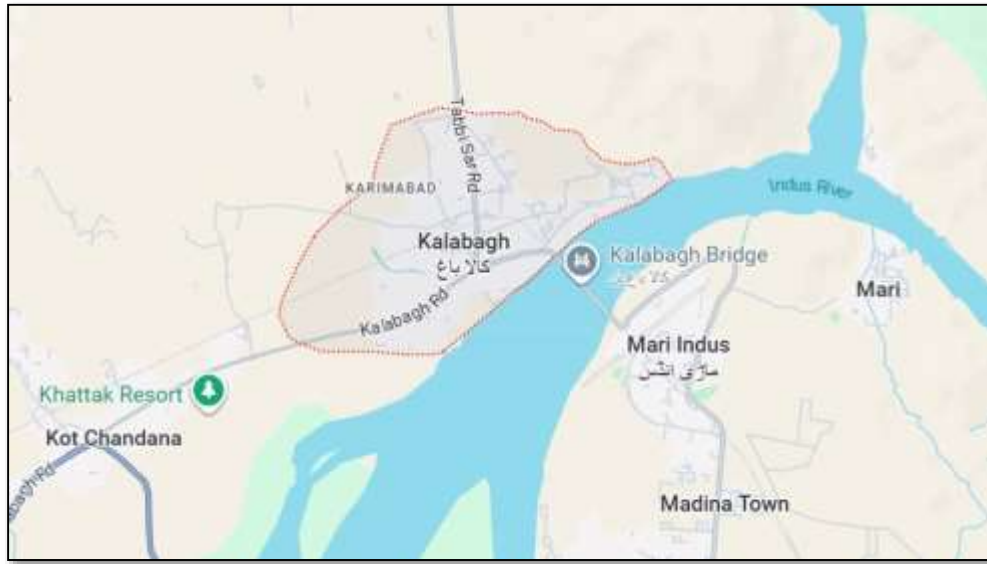 Tabbi Sar Rd
KARIMABAD
Indus River
Kalabagh
کالا باغ
Kalabagh Bridge
Mari
Kalabagh Rd
Mari Indus
ماڑی انڈس
Khattak Resort
Kot Chandana
Madina Town